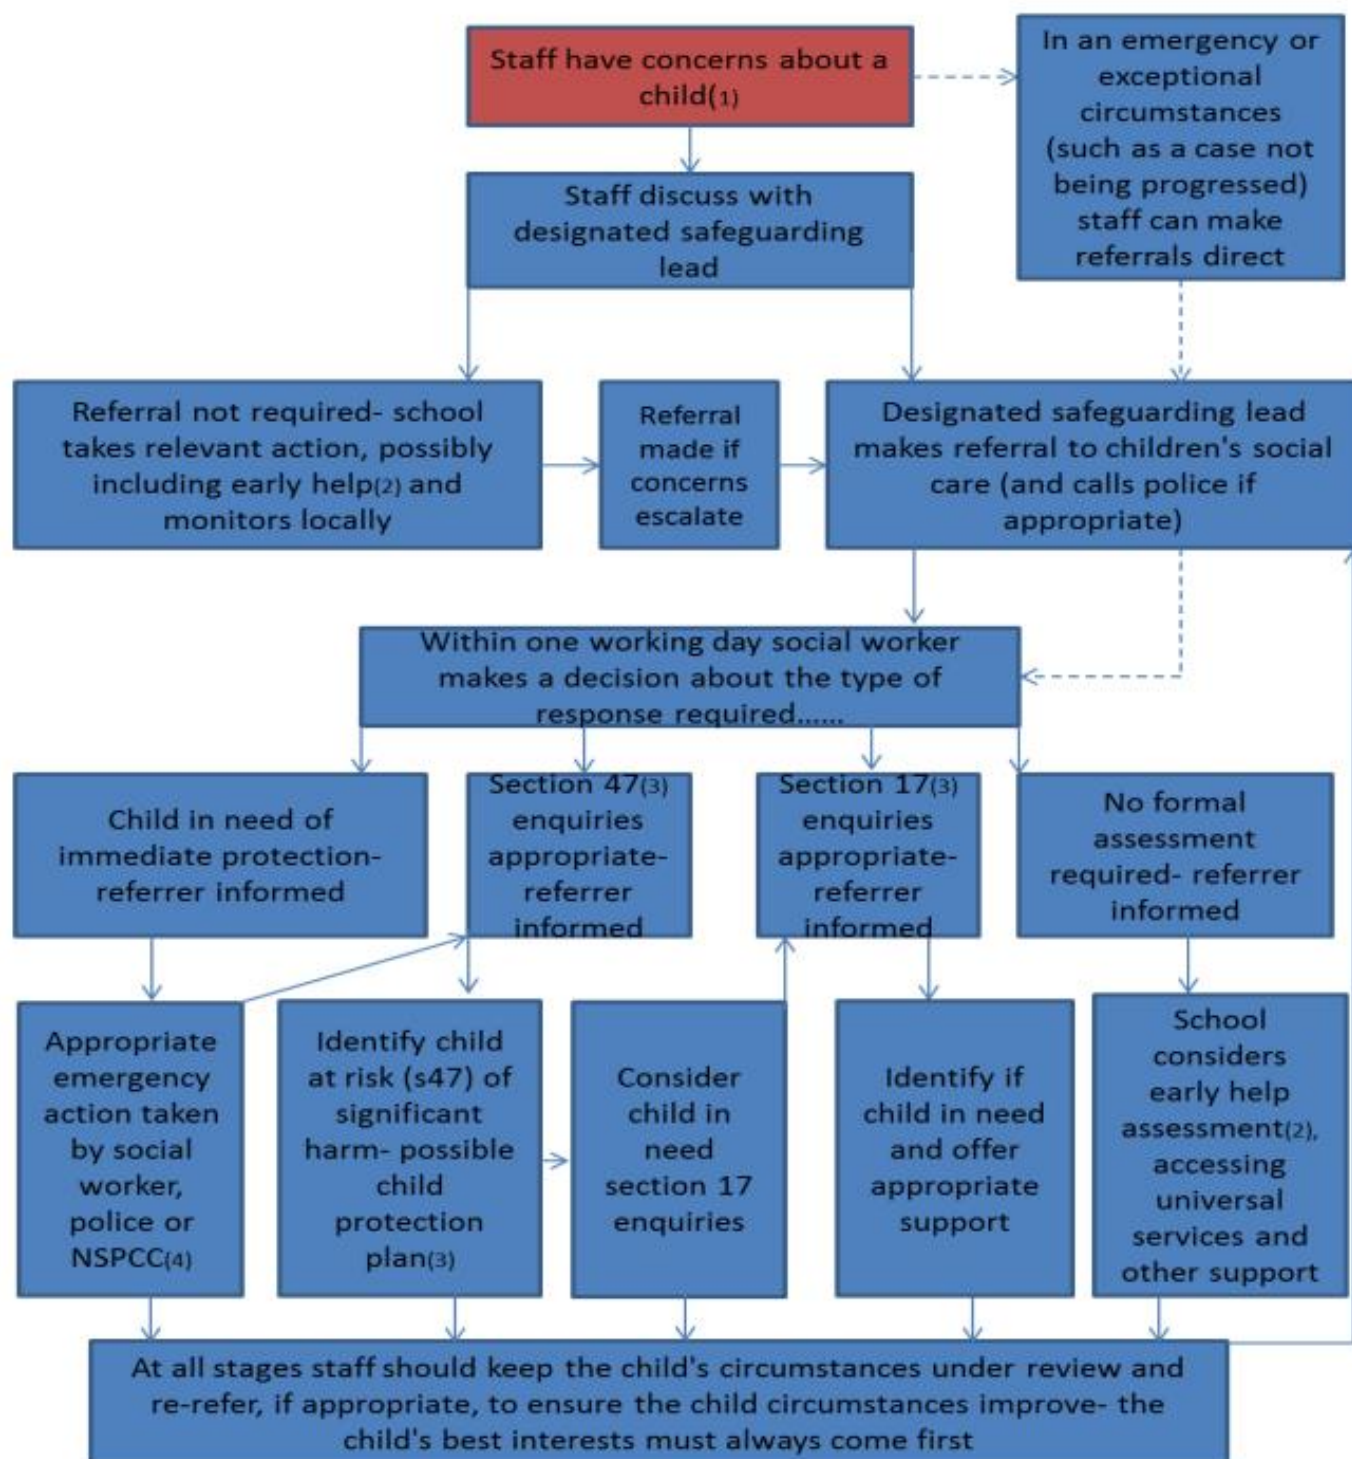 Staff have concerns about a
child(1)
In an emergency or
exceptional
circumstances
(such as a case not
being progressed)
staff can make
referrals direct
Staff discuss with
designated safeguarding
lead
Referral not required- school
takes relevant action, possibly
including early help(2) and
monitors locally
Referral
made if
concerns
escalate
Designated safeguarding lead
makes referral to children's social
care (and calls police if
appropriate)
Within one working day social worker
makes a decision about the type of
response required......
Child in need of
immediate protection-
referrer informed
Section 47(3)
enquiries
appropriate-
referrer
informed
Section 17(3)
enquiries
appropriate-
referrer
informed
No formal
assessment
required- referrer
informed
Appropriate
emergency
action taken
by social
worker,
police or
NSPCC(4)
Identify child
at risk (s47) of
significant
harm- possible
child
protection
plan(3)
Consider
child in
need
section 17
enquiries
Identify if
child in need
and offer
appropriate
support
School
considers
early help
assessment(2),
accessing
universal
services and
other support
At all stages staff should keep the child's circumstances under review and
re-refer, if appropriate, to ensure the child circumstances improve- the
child's best interests must always come first